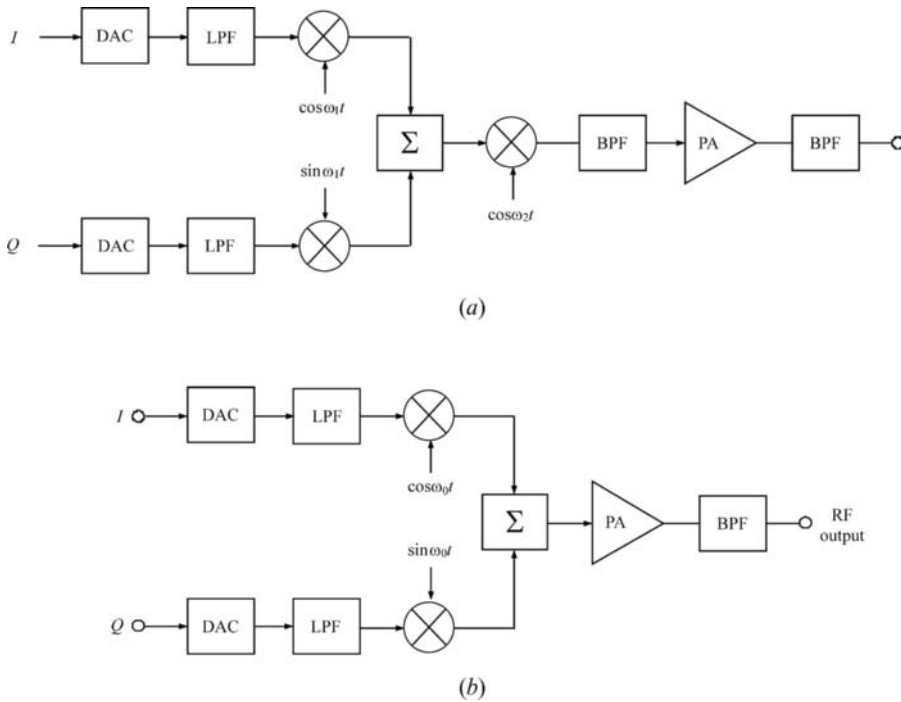 I DAC LPF
cosω₁t
Σ BPF PA BPF
sinω₁t
cosω₂t
Q DAC LPF
(a)
I DAC LPF
cosω₀t
Σ PA BPF RF output
sinω₀t
Q DAC LPF
(b)